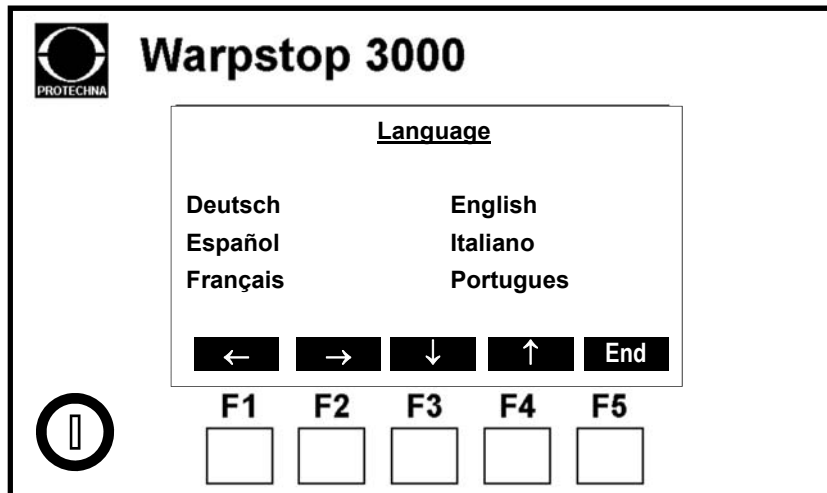 PROTECHNA
Warpstop 3000
Language
Deutsch English
Español Italiano
Français Portugues
← → ↓ ↑ End
F1 F2 F3 F4 F5